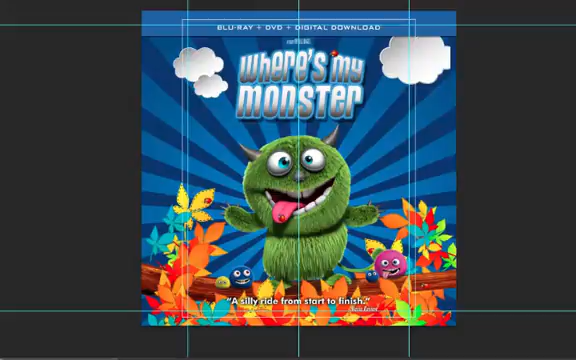 BLU-RAY + DVD + DIGITAL DOWNLOAD
WHERE'S MY
MONSTER
"A silly ride from start to finish."